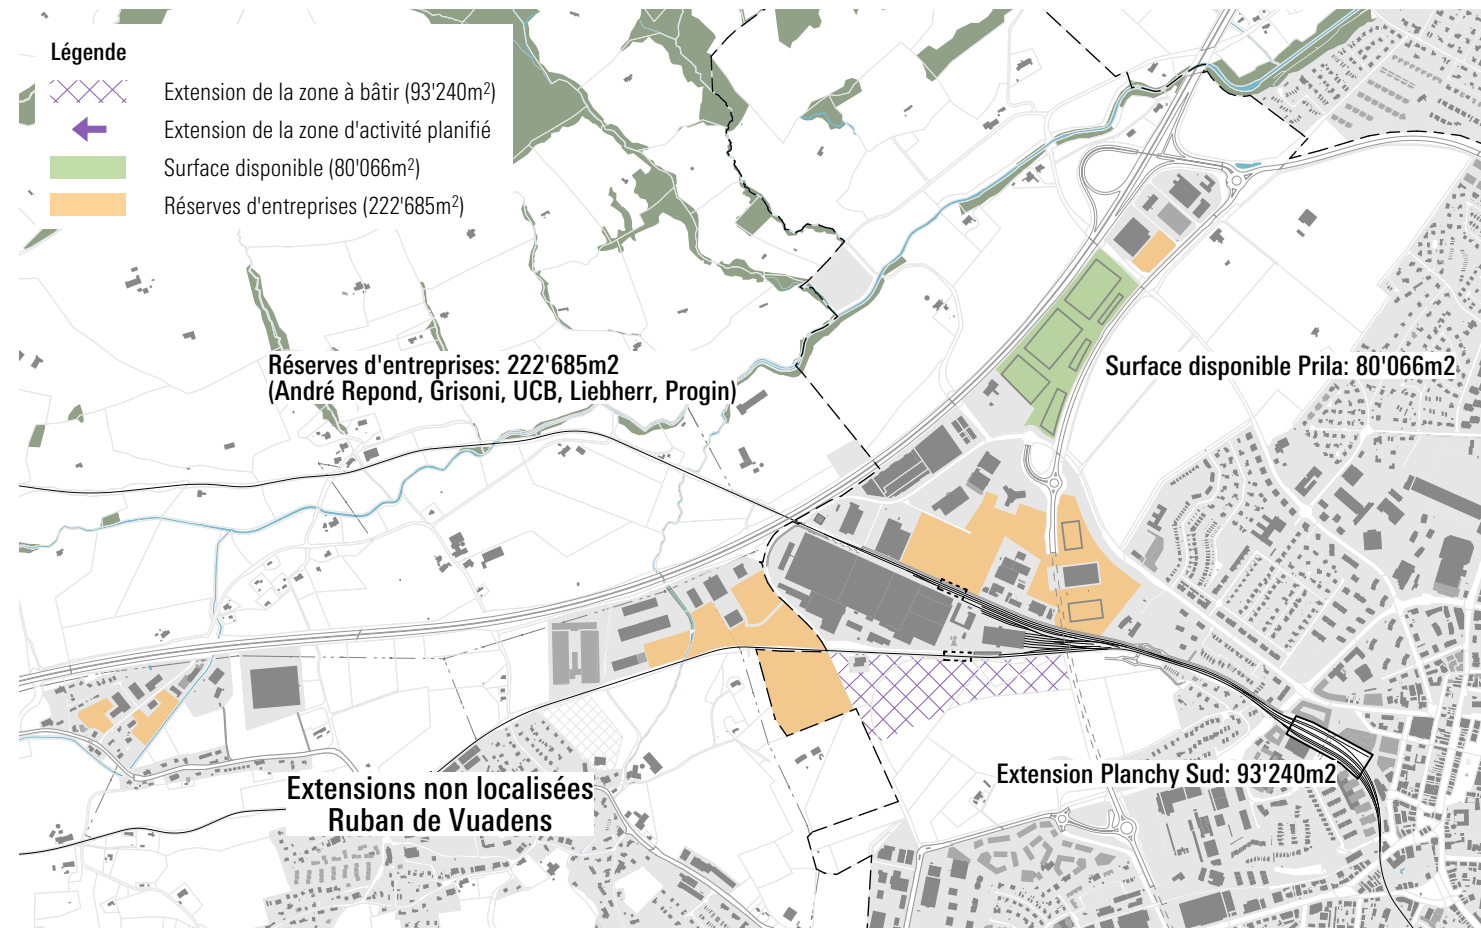 Légende
Extension de la zone à bâtir (93'240m²)
Extension de la zone d'activité planifié
Surface disponible (80'066m²)
Réserves d'entreprises (222'685m²)
Réserves d'entreprises: 222'685m2
(André Repond, Grisoni, UCB, Liebherr, Progin)
Surface disponible Prila: 80'066m2
Extensions non localisées
Ruban de Vuadens
Extension Planchy Sud: 93'240m2